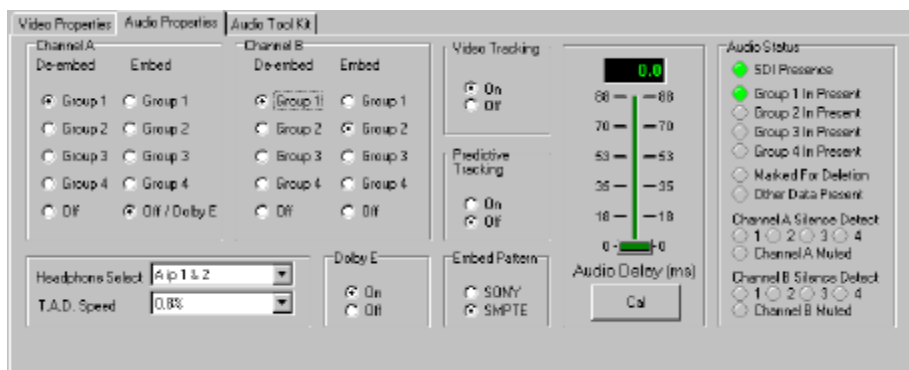 Video Properties Audio Properties Audio Tool Kit
Channel A
De-embed Embed
Group 1 Group 1
Group 2 Group 2
Group 3 Group 3
Group 4 Group 4
Off Off / Dolby E
Channel B
De-embed Embed
Group 1 Group 1
Group 2 Group 2
Group 3 Group 3
Group 4 Group 4
Off Off
Headphone Select A ip 1 & 2
T.A.D. Speed 0.8%
Dolby E
On
Off
Video Tracking
On
Off
Predictive
Tracking
On
Off
Embed Pattern
SONY
SMPTE
0.0
88 88
70 70
53 53
35 35
18 18
0 0
Audio Delay (ms)
Cal
Audio Status
SDI Presence
Group 1 In Present
Group 2 In Present
Group 3 In Present
Group 4 In Present
Marked For Deletion
Other Data Present
Channel A Silence Detect
1 2 3 4
Channel A Muted
Channel B Silence Detect
1 2 3 4
Channel B Muted